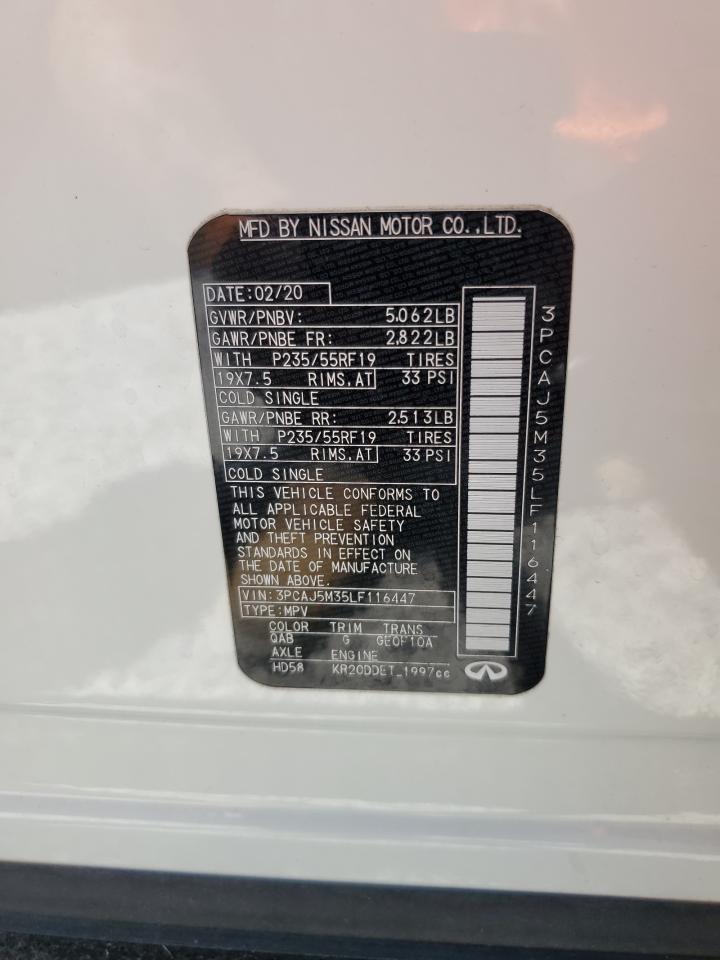 MFD BY NISSAN MOTOR CO.,LTD.
DATE:02/20
GVWR/PNBV: 5,062LB
GAWR/PNBE FR: 2,822LB
WITH P235/55RF19 TIRES
19X7.5 RIMS.AT 33 PSI
COLD SINGLE
GAWR/PNBE RR: 2,513LB
WITH P235/55RF19 TIRES
19X7.5 RIMS.AT 33 PSI
COLD SINGLE
THIS VEHICLE CONFORMS TO
ALL APPLICABLE FEDERAL
MOTOR VEHICLE SAFETY
AND THEFT PREVENTION
STANDARDS IN EFFECT ON
THE DATE OF MANUFACTURE
SHOWN ABOVE.
VIN:3PCAJ5M35LF116447
TYPE:MPV
COLOR TRIM TRANS
QAB G GE0F10A
AXLE ENGINE
HD58 KR20DDET_1997cc
3PCAJ5M35LF116447